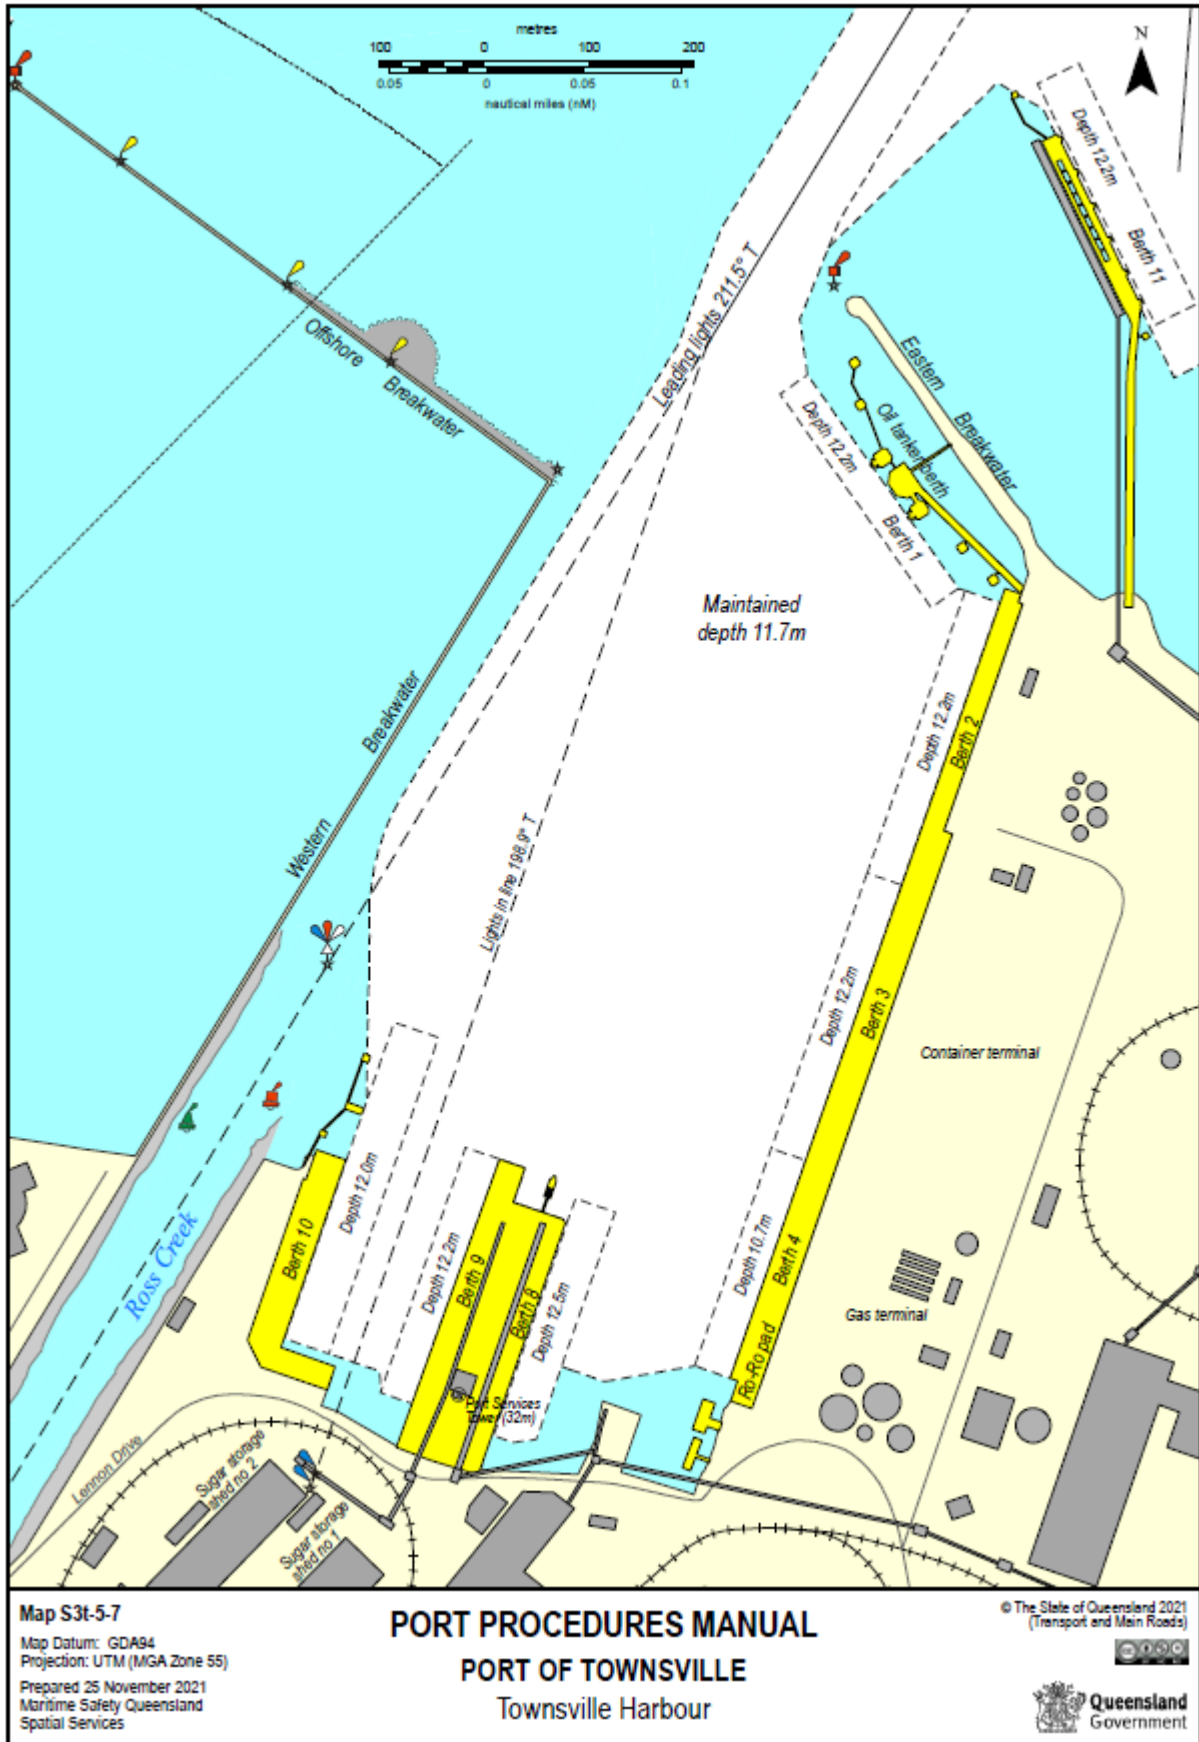 metres
100 0 100 200
0.05 0 0.05 0.1
nautical miles (nM)
N
Depth 12.2m
Berth 11
Leading lights 211.5° T
Offshore
Breakwater
Eastern
Breakwater
Oil tanker berth
Depth 12.2m
Berth 1
Maintained
depth 11.7m
Western
Breakwater
Depth 12.2m
Berth 2
Lights in line 198.9° T
Depth 12.2m
Berth 3
Container terminal
Ross Creek
Berth 10
Depth 12.0m
Depth 12.2m
Berth 9
Berth 8
Depth 12.5m
Depth 10.7m
Berth 4
Gas terminal
Ro-Ro pad
Port Services
Tower (32m)
Lennon Drive
Sugar storage
shed no 2
Sugar storage
shed no 1
Map S3t-5-7
Map Datum: GDA94
Projection: UTM (MGA Zone 55)
Prepared 25 November 2021
Maritime Safety Queensland
Spatial Services
PORT PROCEDURES MANUAL
PORT OF TOWNSVILLE
Townsville Harbour
© The State of Queensland 2021
(Transport and Main Roads)
Queensland
Government